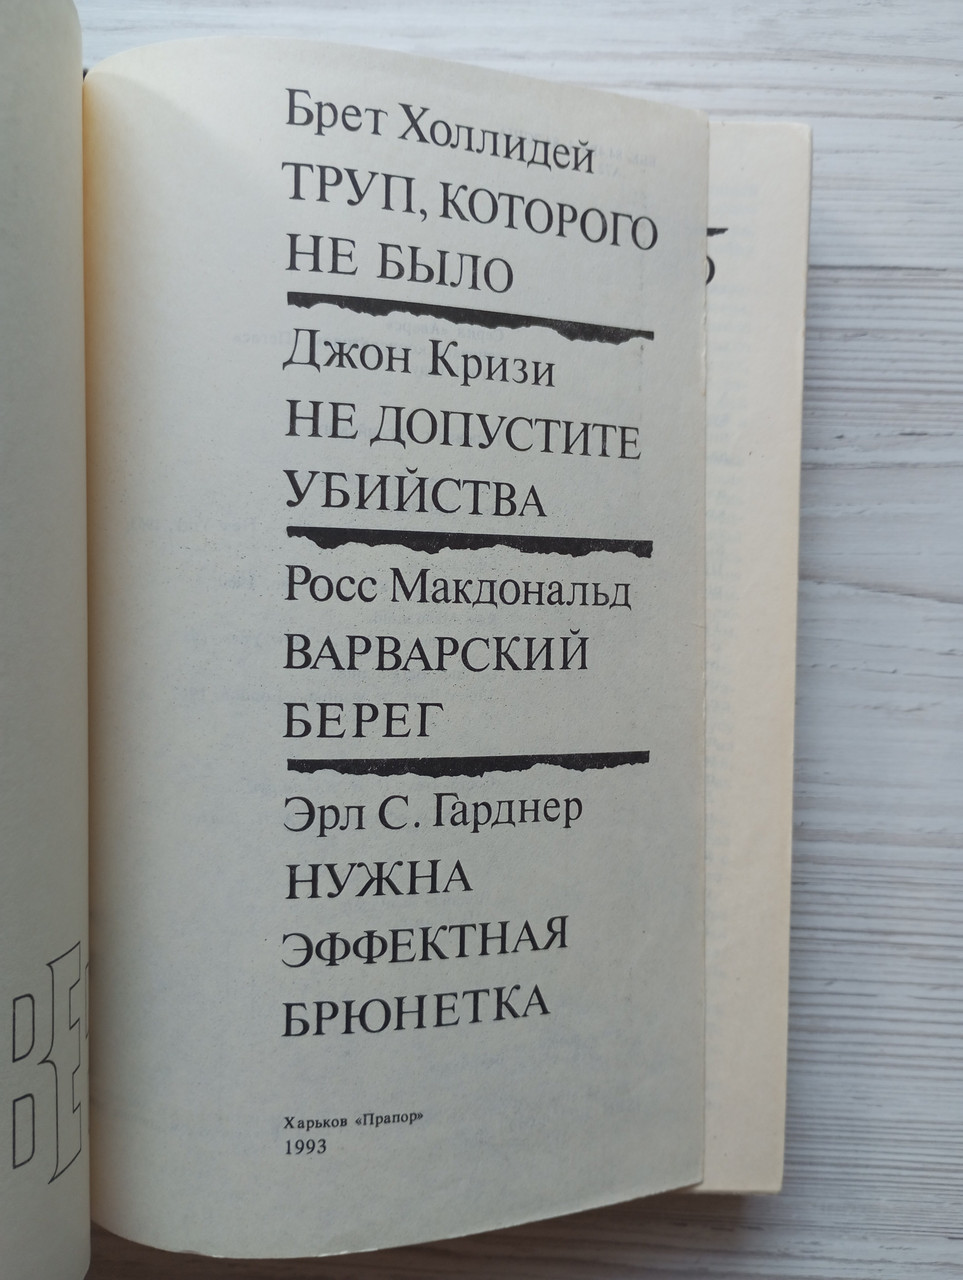 Брет Холлидей
ТРУП, КОТОРОГО
НЕ БЫЛО
Джон Кризи
НЕ ДОПУСТИТЕ
УБИЙСТВА
Росс Макдональд
ВАРВАРСКИЙ
БЕРЕГ
Эрл С. Гарднер
НУЖНА
ЭФФЕКТНАЯ
БРЮНЕТКА
Харьков «Прапор»
1993